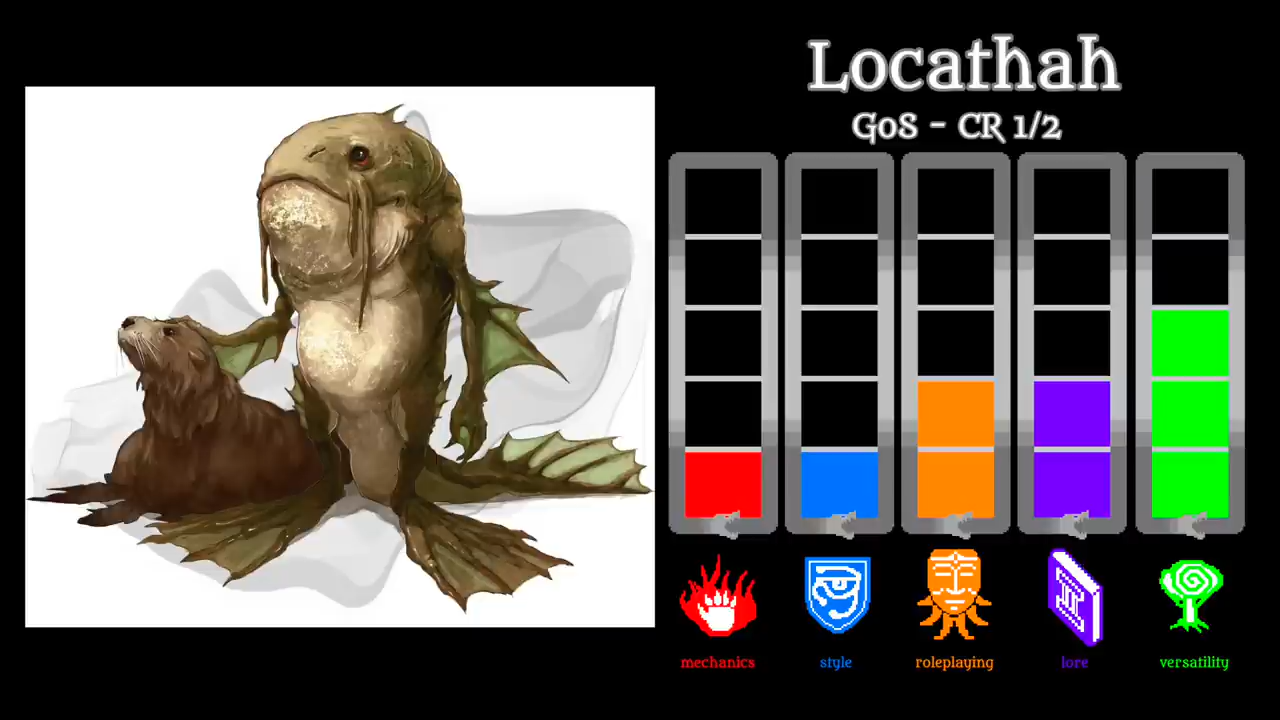 Locathah
GoS - CR 1/2
mechanics
style
roleplaying
lore
versatility